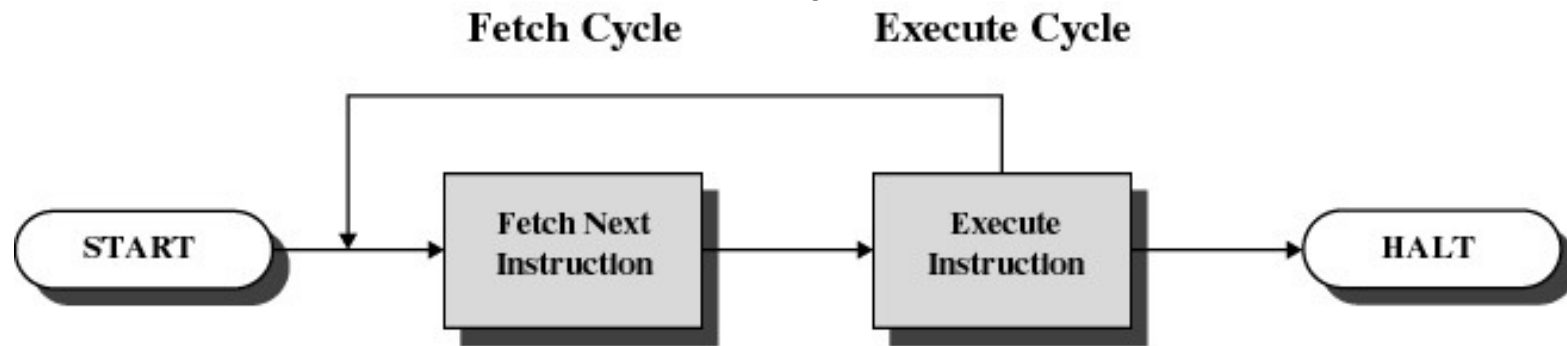 Fetch Cycle
Execute Cycle
START
Fetch Next
Instruction
Execute
Instruction
HALT